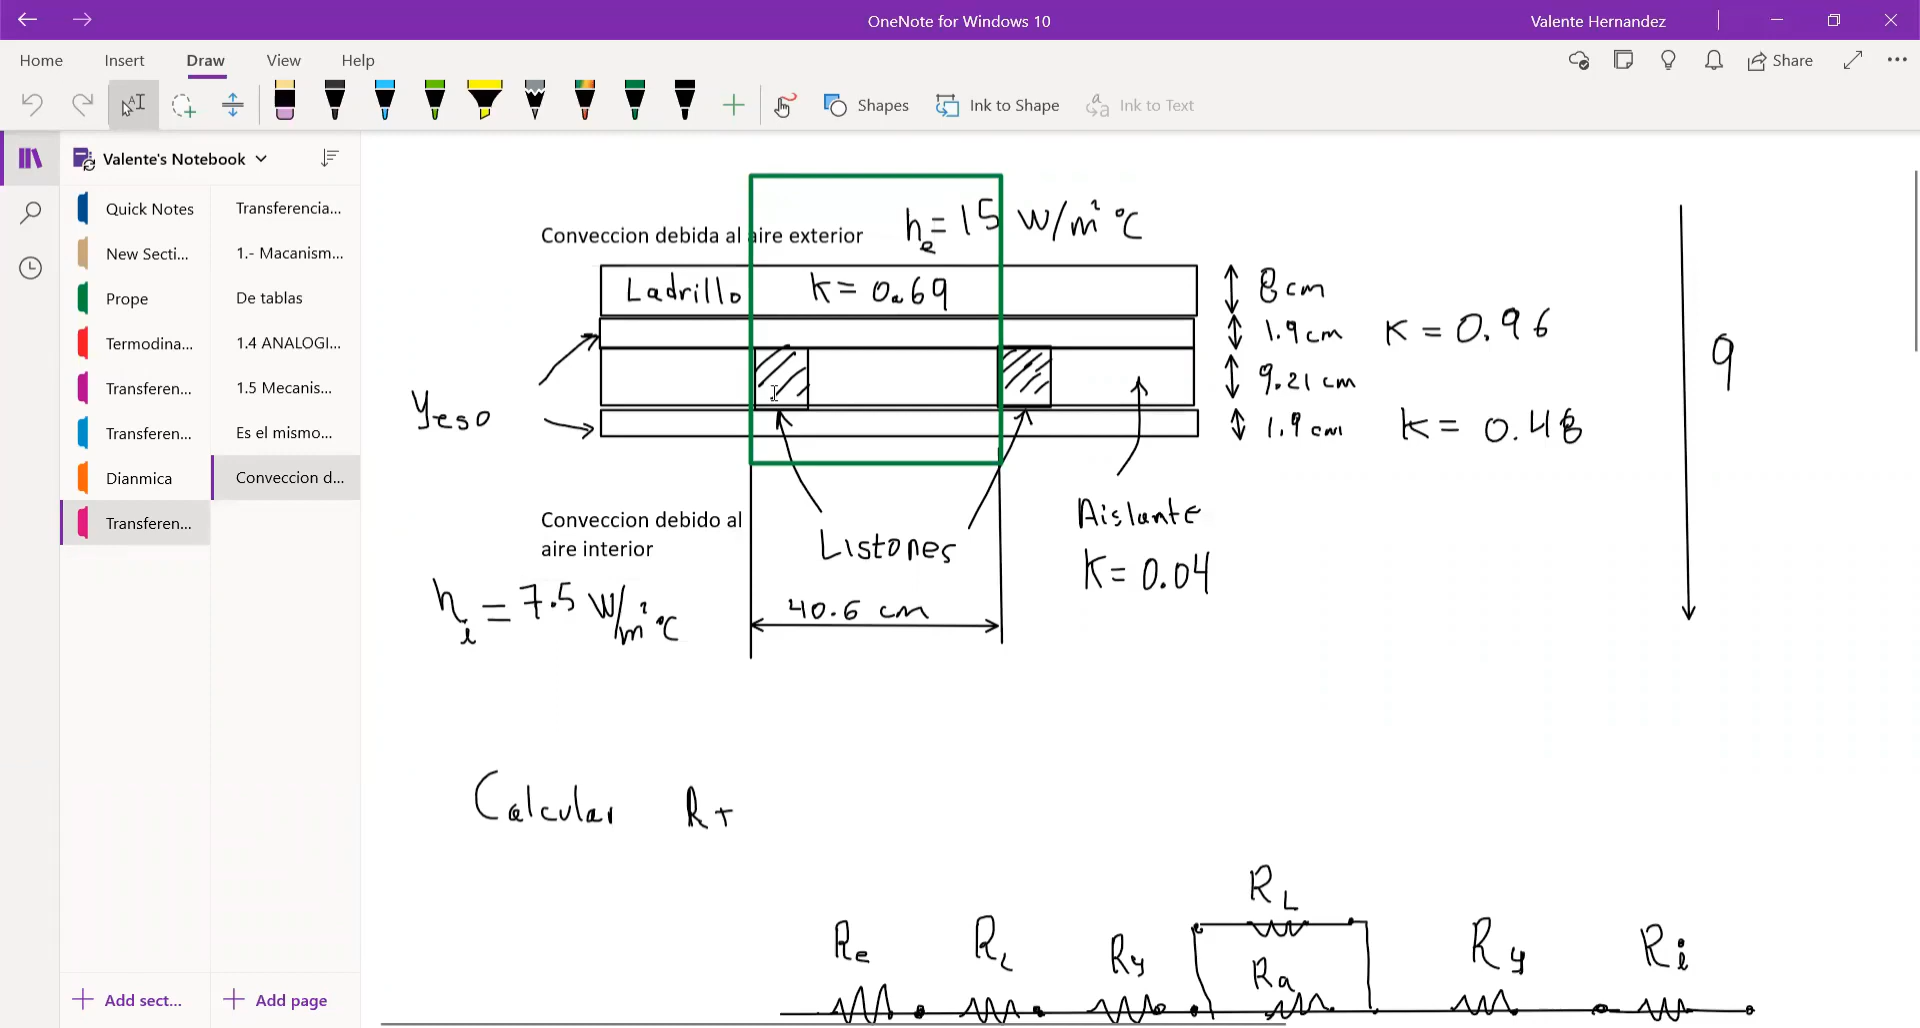 OneNote for Windows 10
Valente Hernandez
Home
Insert
Draw
View
Help
Share
Shapes
Ink to Shape
Ink to Text
Valente's Notebook
Quick Notes
New Secti...
Prope
Termodina...
Transferen...
Transferen...
Dianmica
Transferen...
Add sect...
Transferencia...
1.- Macanism...
De tablas
1.4 ANALOGI...
1.5 Mecanis...
Es el mismo...
Conveccion d...
Add page
Conveccion debida al aire exterior
he = 15 W/m² °C
Ladrillo K = 0.69
8 cm
1.9 cm K = 0.96
9.21 cm
1.9 cm K = 0.48
Yeso
q
Conveccion debido al
aire interior
Listones
Aislante
K = 0.04
hi = 7.5 W/m² °C
40.6 cm
Calcular RT
RL
Re
RL
Ry
Ra
Ry
Ri